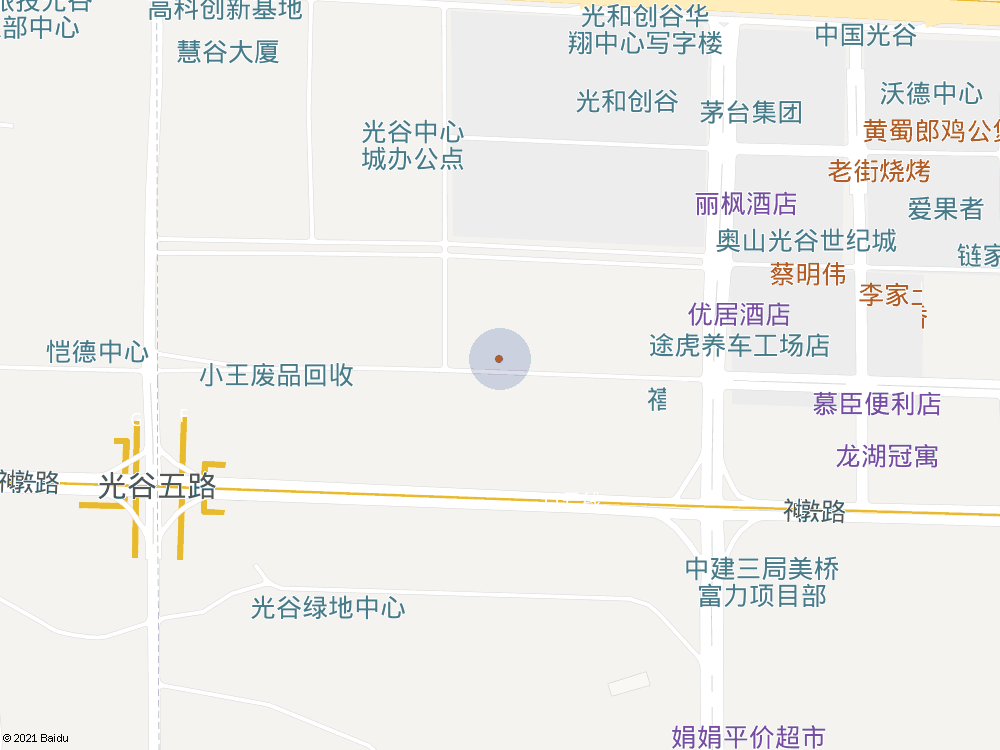 高科创新基地
部中心
慧谷大厦
光和创谷华
翔中心写字楼
中国光谷
光和创谷
茅台集团
沃德中心
黄蜀郎鸡公煲
光谷中心
城办公点
老街烧烤
丽枫酒店
爱果者
奥山光谷世纪城
链家
蔡明伟
李家
优居酒店
途虎养车工场店
恺德中心
小王废品回收
禧
慕臣便利店
龙湖冠寓
光谷五路
神墩路
神墩路
中建三局美桥
富力项目部
光谷绿地中心
娟娟平价超市
© 2021 Baidu